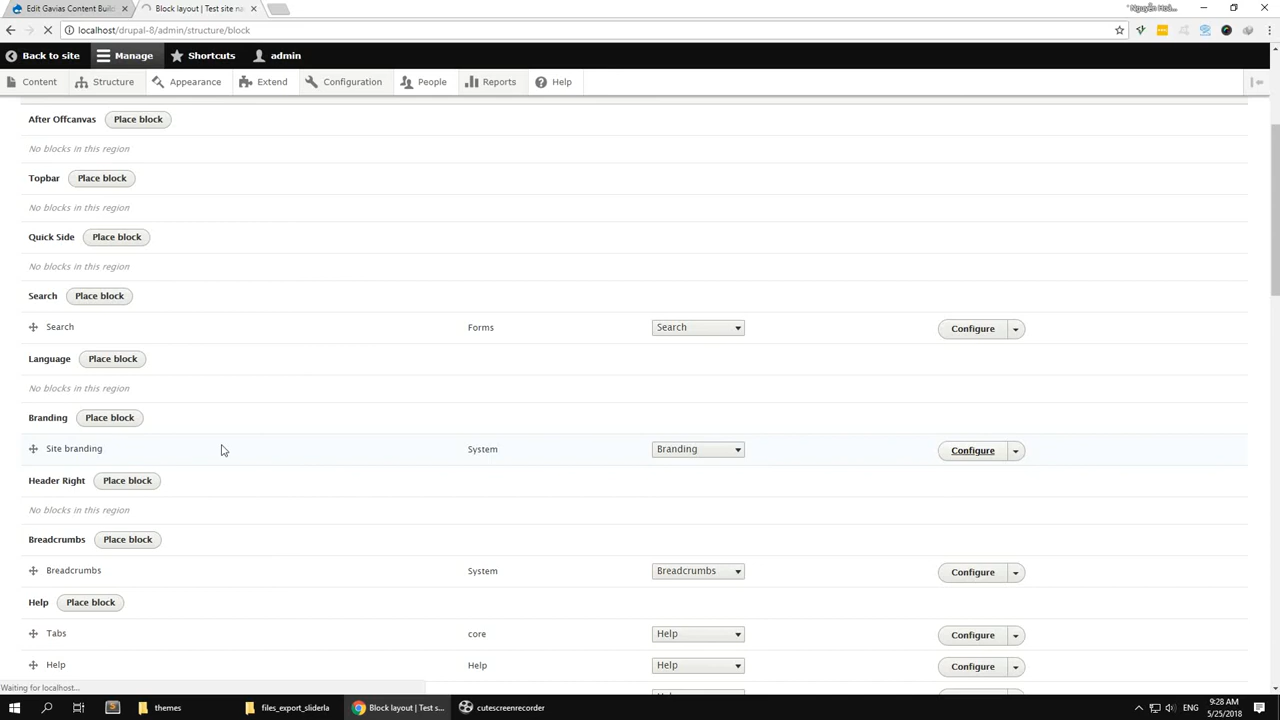 Edit Gavias Content Buil
Block layout | Test site na
" Nguyễn Hoà...
localhost/drupal-8/admin/structure/block
Back to site
Manage
Shortcuts
admin
Content
Structure
Appearance
Extend
Configuration
People
Reports
Help
After Offcanvas
Place block
No blocks in this region
Topbar
Place block
No blocks in this region
Quick Side
Place block
No blocks in this region
Search
Place block
Search
Forms
Search
Configure
Language
Place block
No blocks in this region
Branding
Place block
Site branding
System
Branding
Configure
Header Right
Place block
No blocks in this region
Breadcrumbs
Place block
Breadcrumbs
System
Breadcrumbs
Configure
Help
Place block
Tabs
core
Help
Configure
Help
Help
Help
Configure
Waiting for localhost...
themes
files_export_sliderla
Block layout | Test s...
cutescreenrecorder
ENG
9:28 AM
5/25/2018